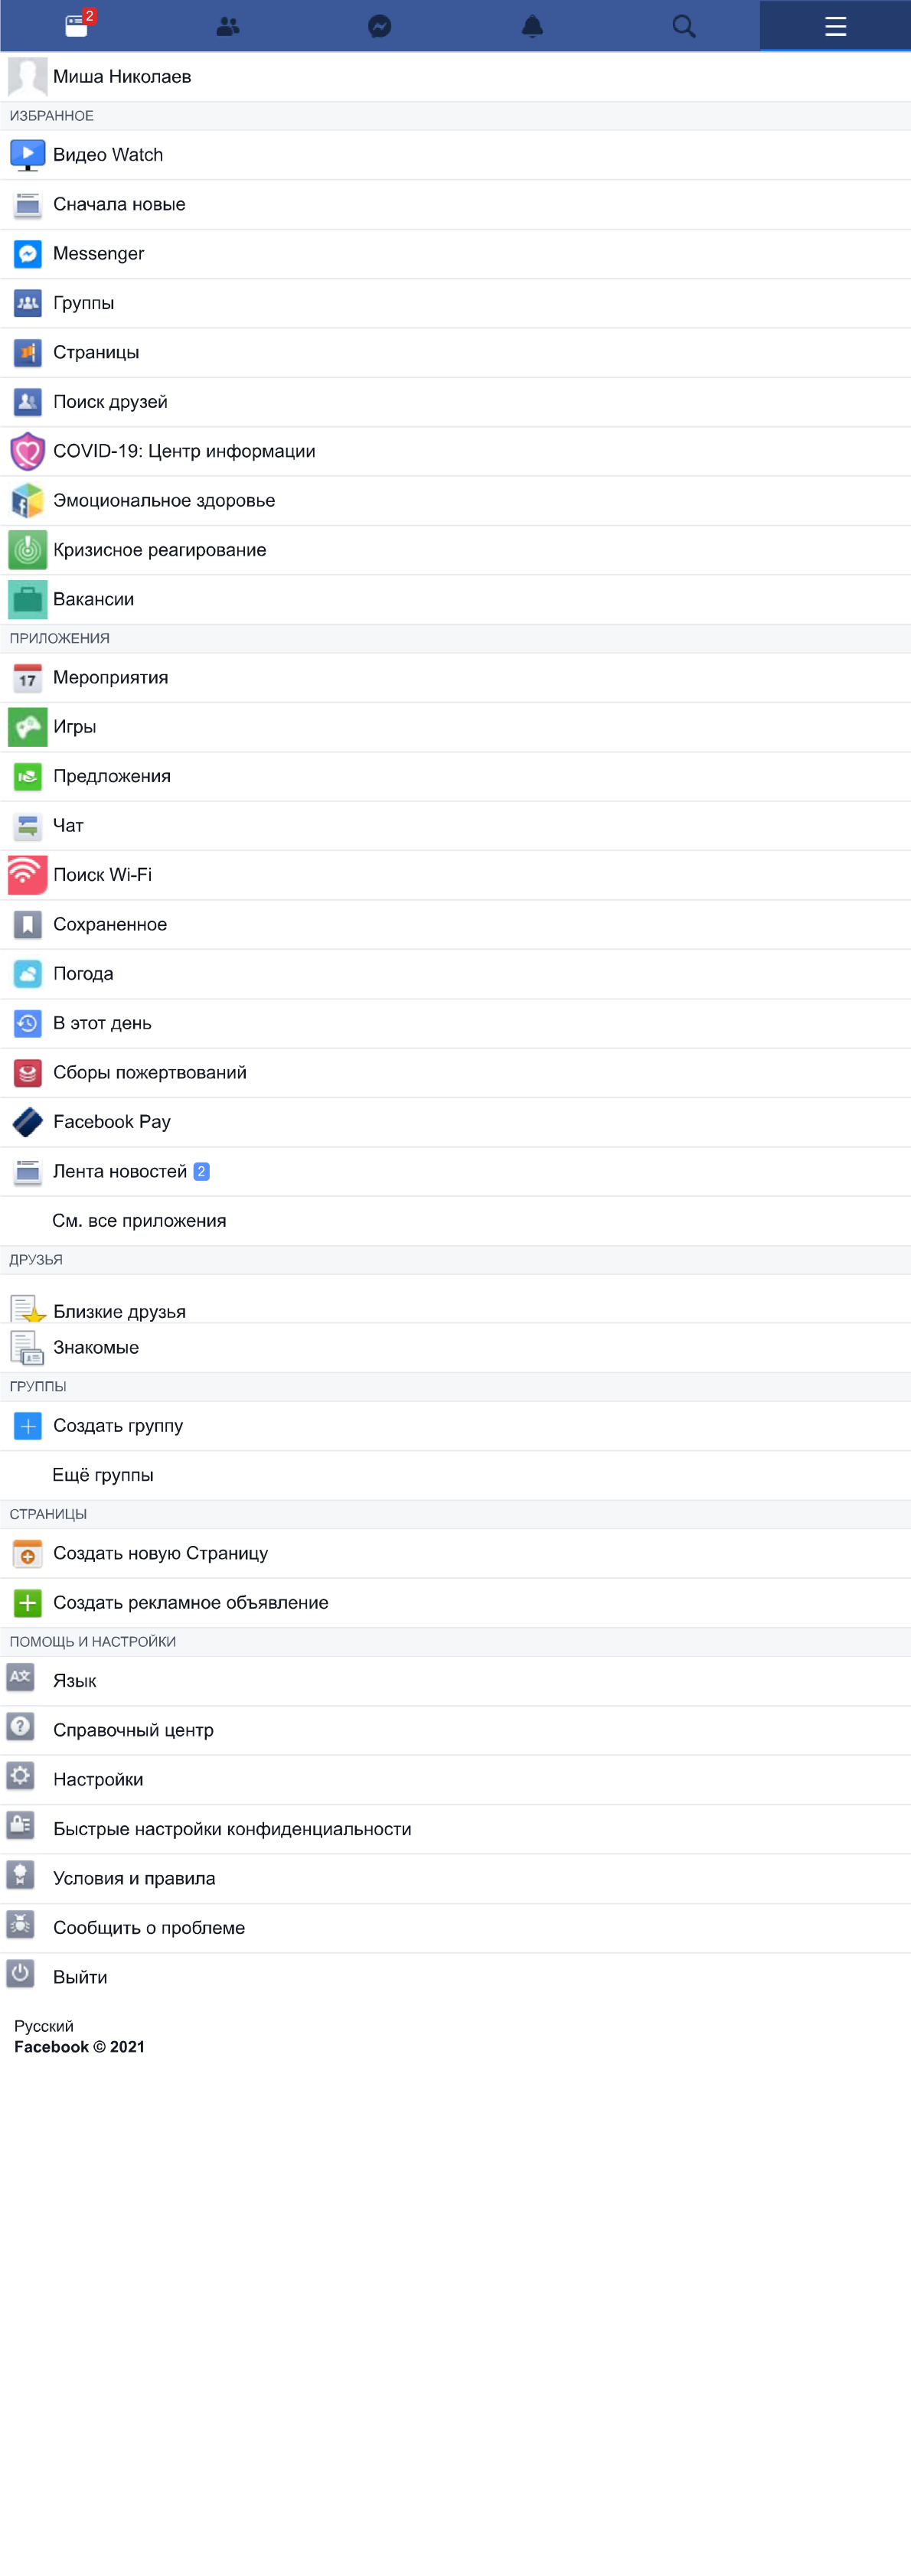 2
Миша Николаев
ИЗБРАННОЕ
Видео Watch
Сначала новые
Messenger
Группы
Страницы
Поиск друзей
COVID-19: Центр информации
Эмоциональное здоровье
Кризисное реагирование
Вакансии
ПРИЛОЖЕНИЯ
17 Мероприятия
Игры
Предложения
Чат
Поиск Wi-Fi
Сохраненное
Погода
В этот день
Сборы пожертвований
Facebook Pay
Лента новостей 2
См. все приложения
ДРУЗЬЯ
Близкие друзья
Знакомые
ГРУППЫ
Создать группу
Ещё группы
СТРАНИЦЫ
Создать новую Страницу
Создать рекламное объявление
ПОМОЩЬ И НАСТРОЙКИ
Язык
Справочный центр
Настройки
Быстрые настройки конфиденциальности
Условия и правила
Сообщить о проблеме
Выйти
Русский
Facebook © 2021